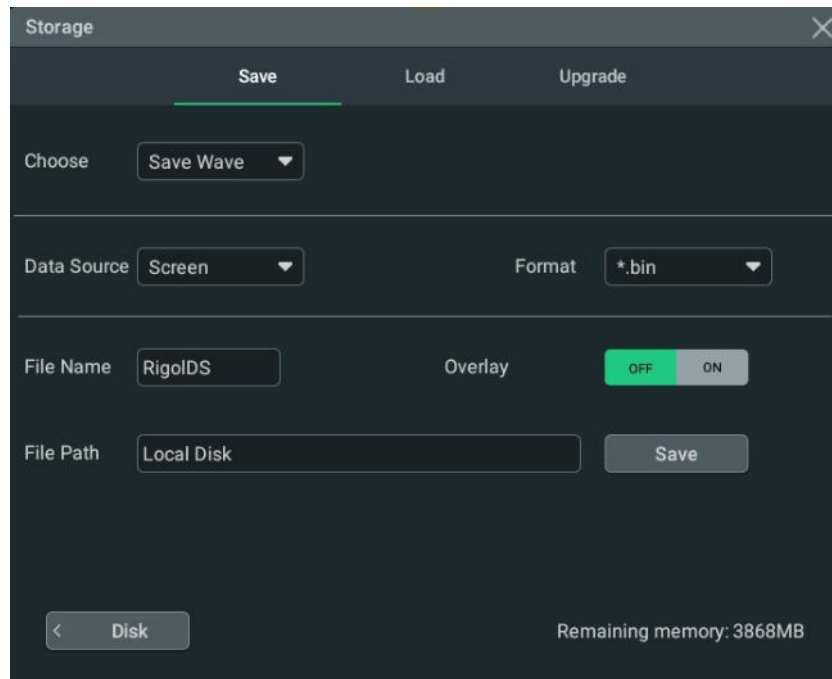 Storage
Save Load Upgrade
Choose Save Wave
Data Source Screen Format *.bin
File Name RigolDS Overlay OFF ON
File Path Local Disk Save
Disk Remaining memory: 3868MB